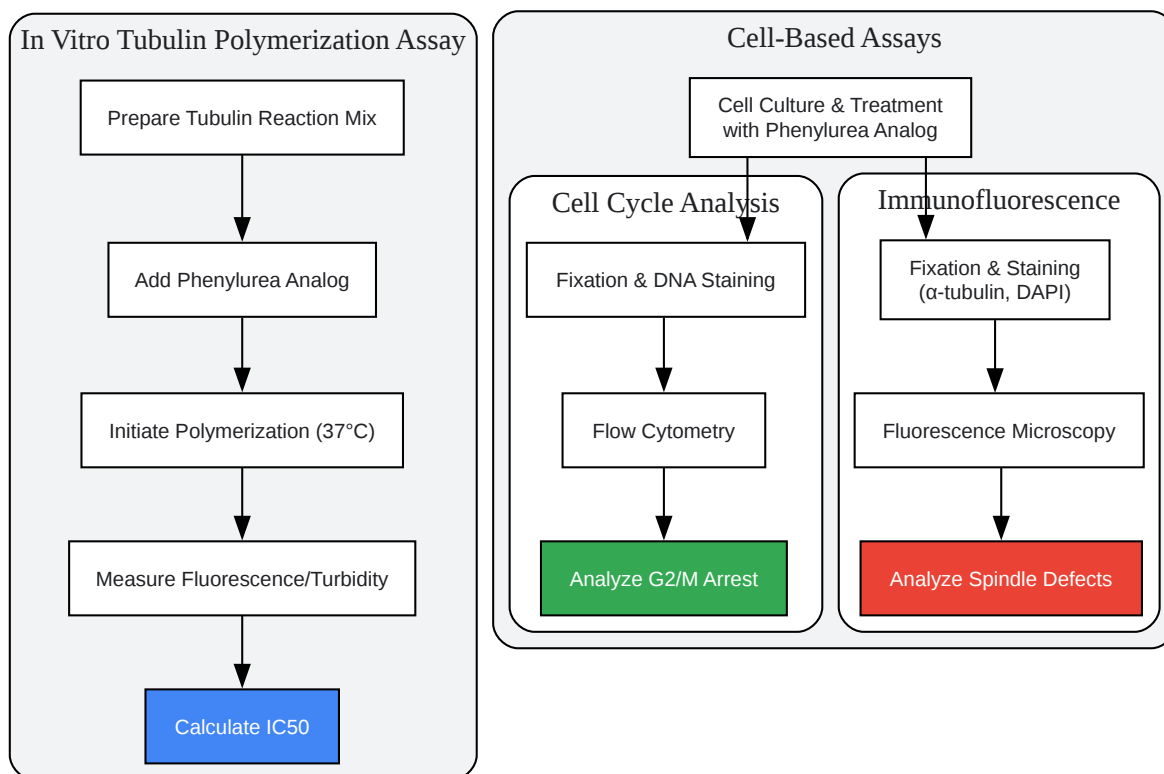 In Vitro Tubulin Polymerization Assay
Prepare Tubulin Reaction Mix
Add Phenylurea Analog
Initiate Polymerization (37°C)
Measure Fluorescence/Turbidity
Calculate IC50
Cell-Based Assays
Cell Culture & Treatment
with Phenylurea Analog
Cell Cycle Analysis
Fixation & DNA Staining
Flow Cytometry
Analyze G2/M Arrest
Immunofluorescence
Fixation & Staining
(α-tubulin, DAPI)
Fluorescence Microscopy
Analyze Spindle Defects